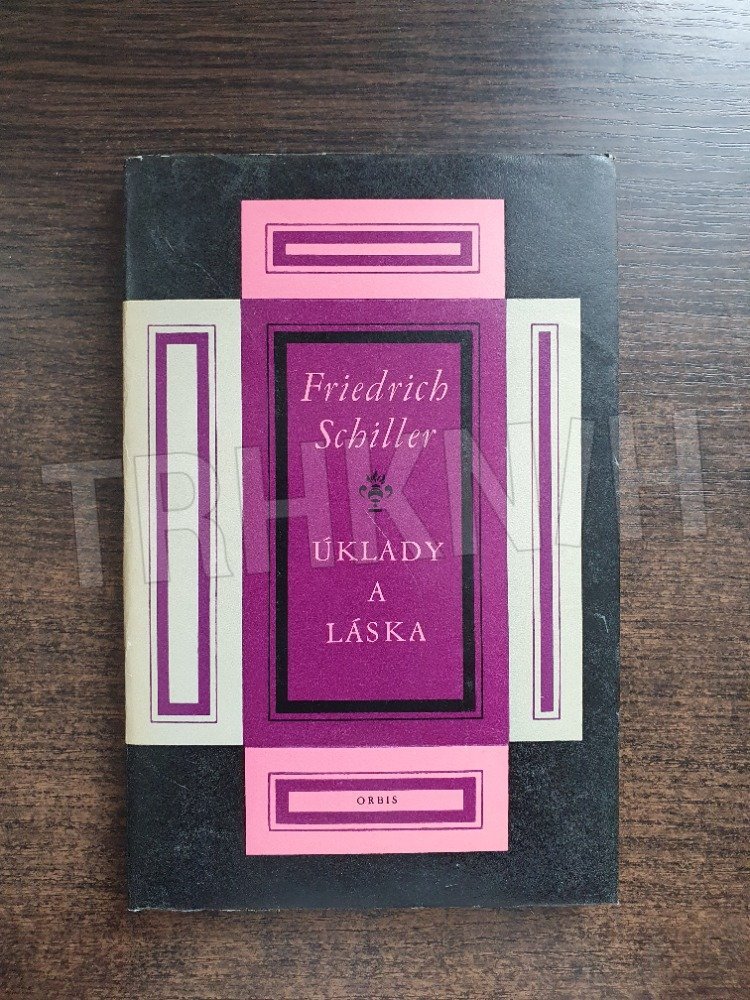 Friedrich
Schiller
ÚKLADY
A
LÁSKA
ORBIS
TRHKNIH